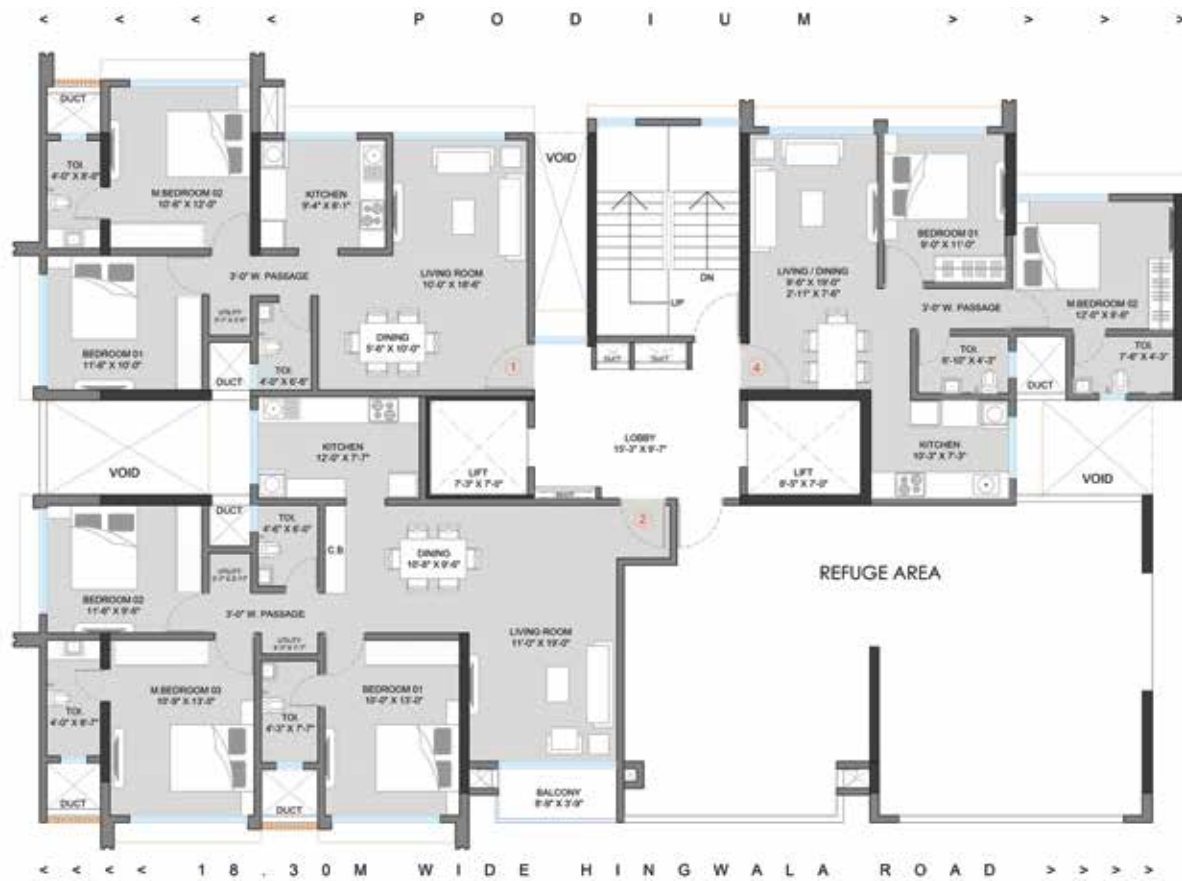 < < < < P O D I U M > > > >
DUCT
TOI.
4'-0" X 8'-0"
M.BEDROOM 02
10'-6" X 12'-0"
KITCHEN
9'-4" X 8'-1"
LIVING ROOM
10'-0" X 18'-6"
VOID
DN
UP
LIVING / DINING
9'-6" X 19'-0"
2'-11" X 7'-6"
BEDROOM 01
9'-0" X 11'-0"
M.BEDROOM 02
12'-0" X 9'-6"
3'-0" W. PASSAGE
3'-0" W. PASSAGE
BEDROOM 01
11'-6" X 10'-0"
UTILITY
DUCT
TOI.
4'-0" X 6'-6"
DINING
5'-6" X 10'-0"
1
DUCT
DUCT
4
TOI.
6'-10" X 4'-3"
DUCT
TOI.
7'-6" X 4'-3"
VOID
KITCHEN
12'-0" X 7'-7"
LIFT
7'-3" X 7'-0"
LOBBY
15'-3" X 9'-7"
LIFT
8'-5" X 7'-0"
KITCHEN
10'-3" X 7'-3"
VOID
DUCT
DUCT
TOI.
4'-6" X 6'-0"
C.B.
2
BEDROOM 02
11'-6" X 9'-6"
UTILITY
DINING
10'-8" X 9'-6"
REFUGE AREA
3'-0" W. PASSAGE
UTILITY
LIVING ROOM
11'-0" X 19'-0"
TOI.
4'-0" X 8'-7"
M.BEDROOM 03
10'-9" X 13'-0"
TOI.
4'-3" X 7'-7"
BEDROOM 01
10'-0" X 13'-0"
DUCT
DUCT
BALCONY
8'-9" X 3'-9"
< < < < 1 8 . 3 0 M W I D E H I N G W A L A R O A D > > > >